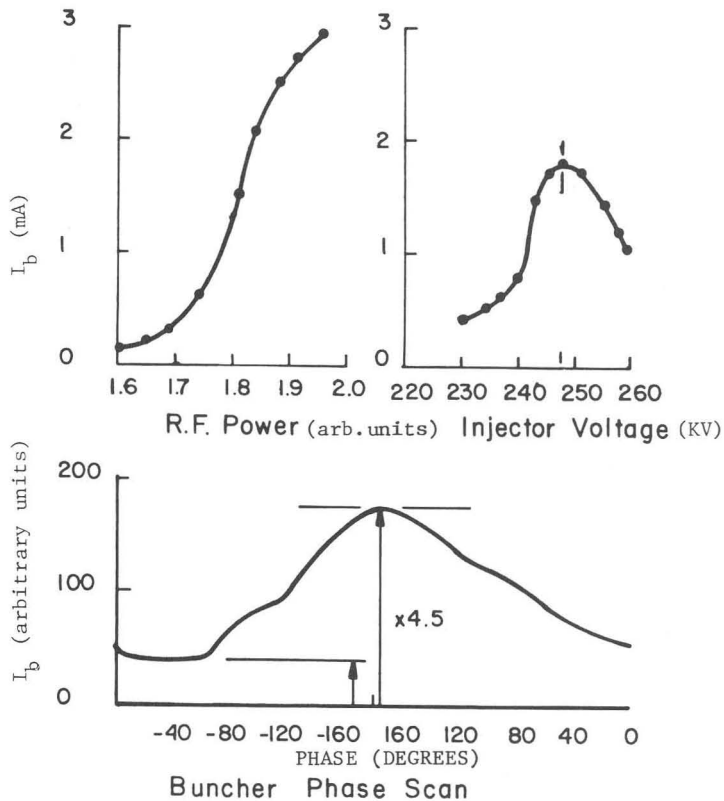 I_b (mA)
3
2
1
0
1.6 1.7 1.8 1.9 2.0
R.F. Power (arb.units)
3
2
1
0
220 230 240 250 260
Injector Voltage (KV)
I_b (arbitrary units)
200
100
0
x4.5
-40 -80 -120 -160 160 120 80 40 0
PHASE (DEGREES)
Buncher Phase Scan